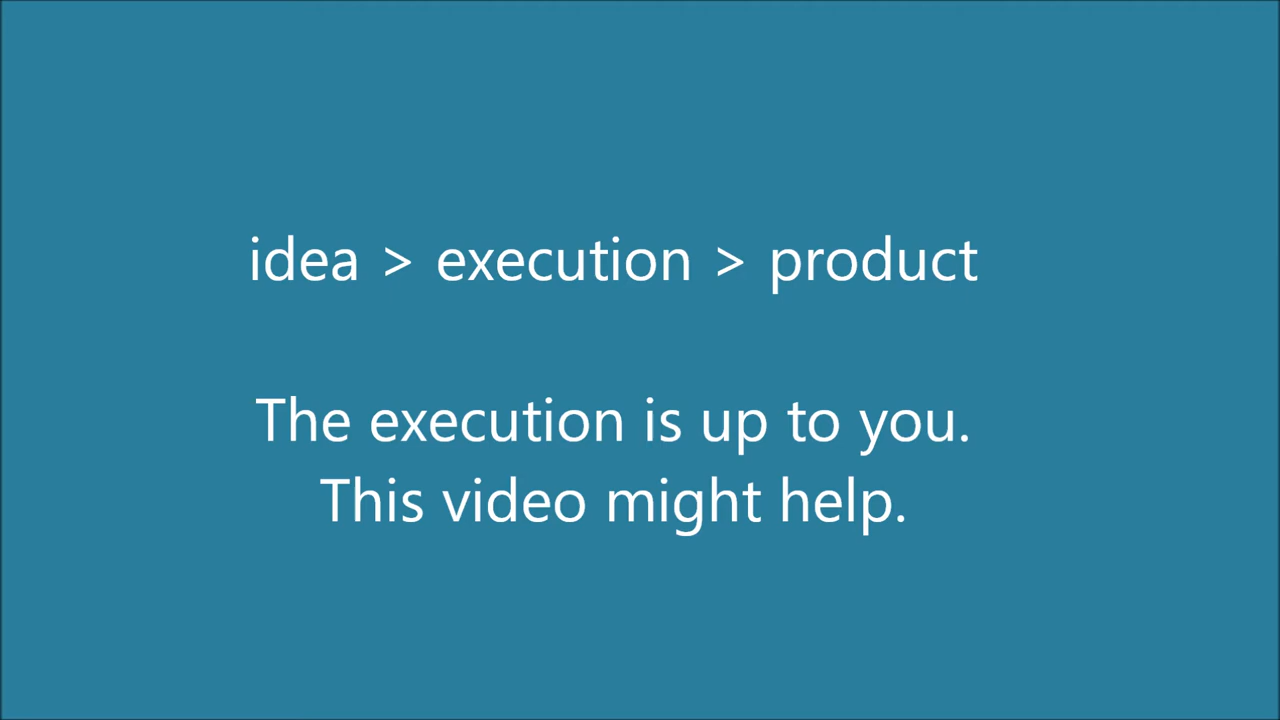 idea > execution > product
The execution is up to you.
This video might help.